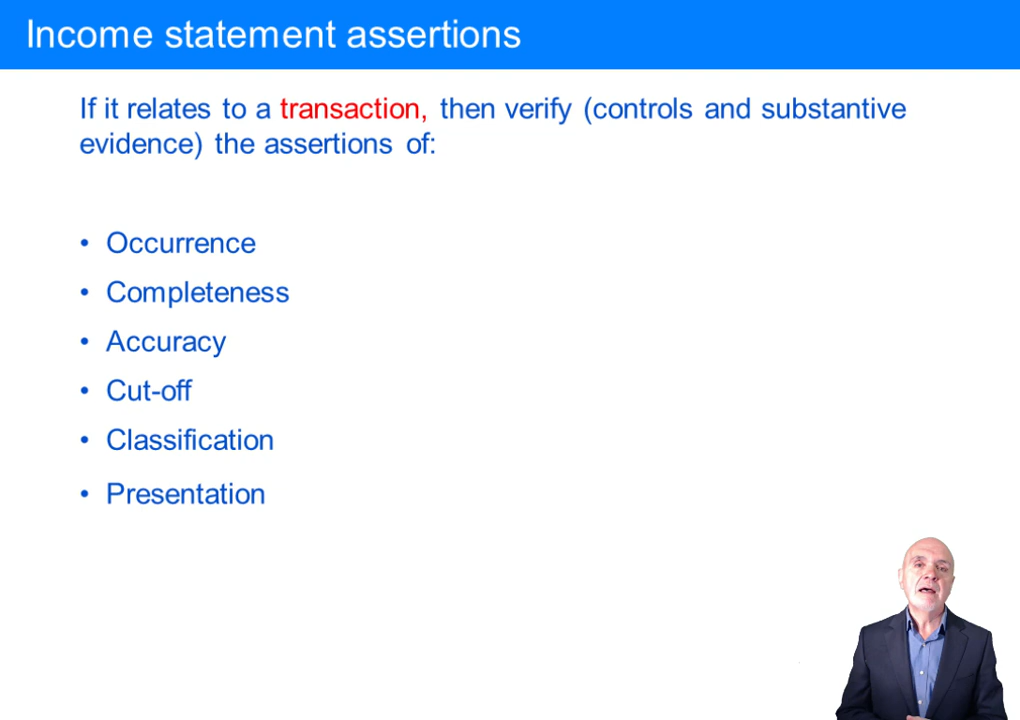 Income statement assertions
If it relates to a transaction, then verify (controls and substantive
evidence) the assertions of:
• Occurrence
• Completeness
• Accuracy
• Cut-off
• Classification
• Presentation